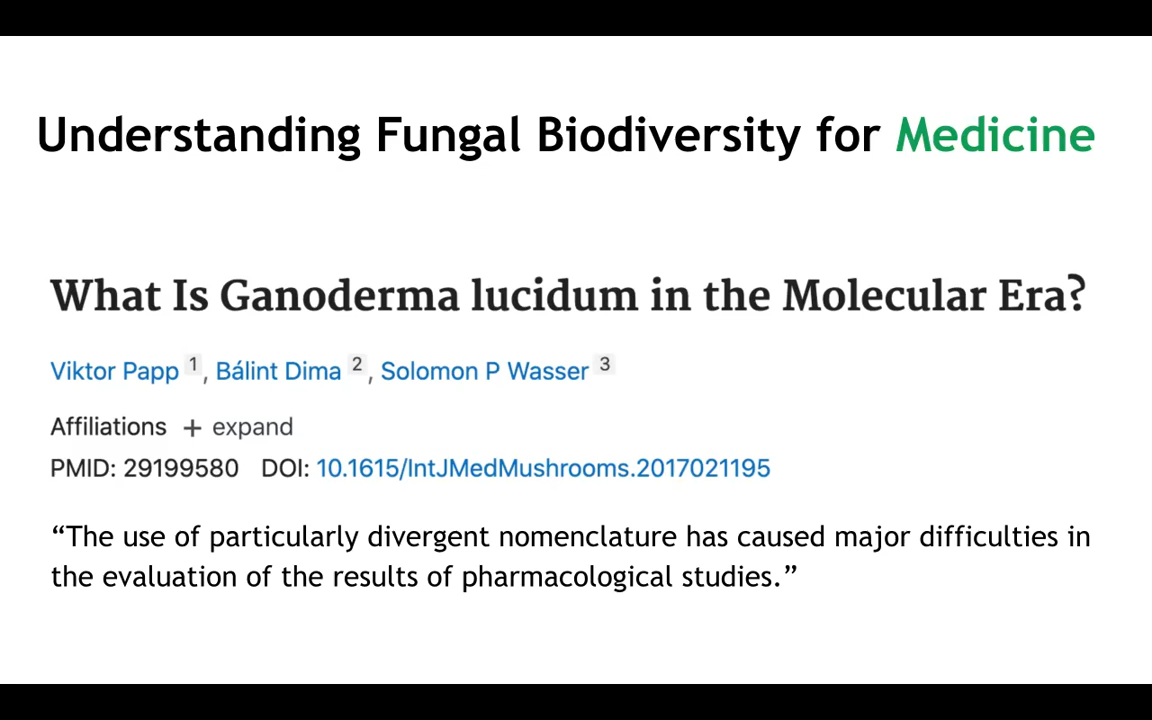 Understanding Fungal Biodiversity for Medicine
What Is Ganoderma lucidum in the Molecular Era?
Viktor Papp 1, Bálint Dima 2, Solomon P Wasser 3
Affiliations + expand
PMID: 29199580 DOI: 10.1615/IntJMedMushrooms.2017021195
“The use of particularly divergent nomenclature has caused major difficulties in
the evaluation of the results of pharmacological studies.”